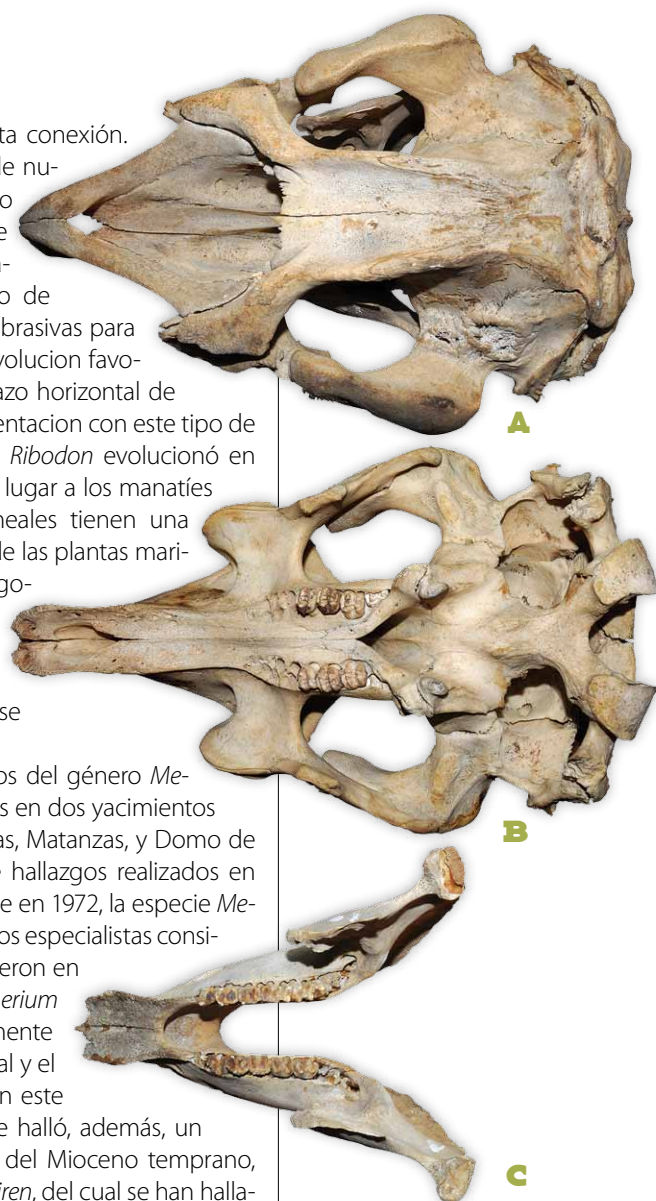 ta conexión.
le nu-
o
e
a-
o de
brasivas para
volucion favo-
azo horizontal de
entacion con este tipo de
Ribodon evolucionó en
lugar a los manatíes
neales tienen una
de las plantas mari-
go-
se
os del género Me-
s en dos yacimientos
as, Matanzas, y Domo de
e hallazgos realizados en
e en 1972, la especie Me-
os especialistas consi-
eron en
erium
nente
al y el
n este
e halló, además, un
del Mioceno temprano,
iren, del cual se han halla-
A
B
C